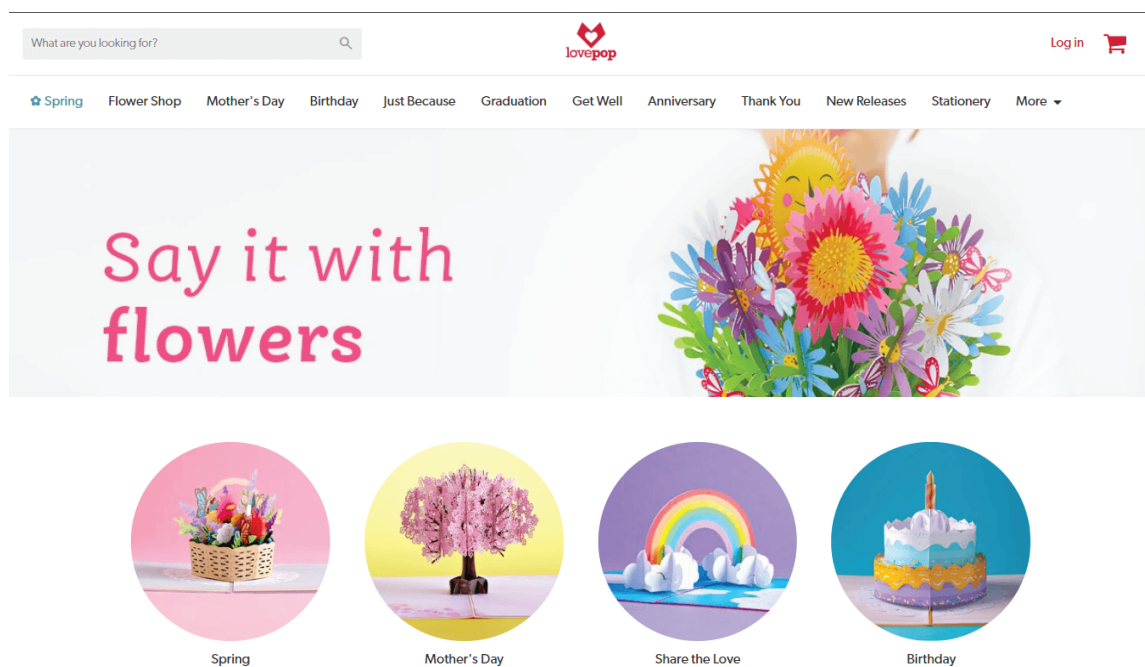 What are you looking for?
lovepop
Log in
Spring Flower Shop Mother's Day Birthday Just Because Graduation Get Well Anniversary Thank You New Releases Stationery More
Say it with
flowers
Spring Mother's Day Share the Love Birthday